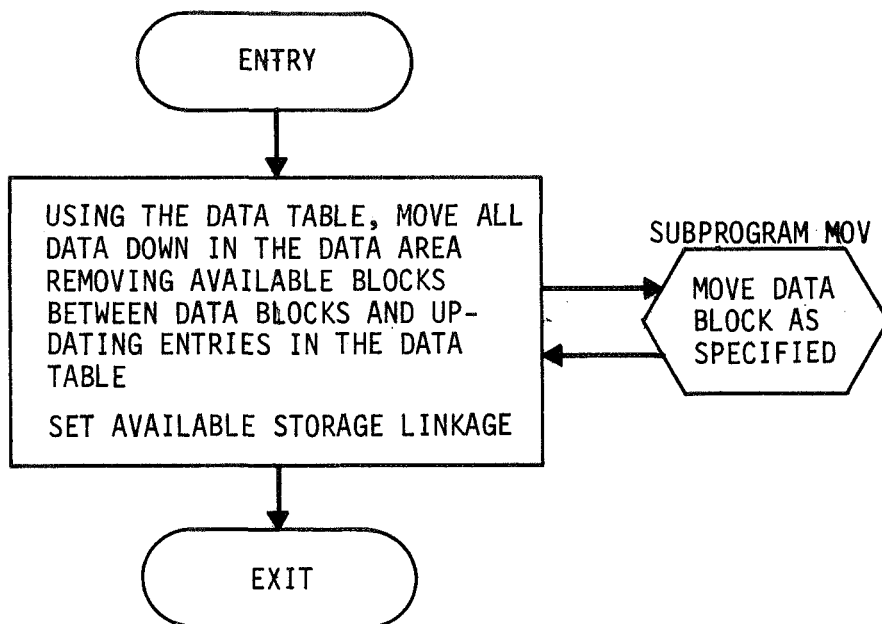 ENTRY
USING THE DATA TABLE, MOVE ALL
DATA DOWN IN THE DATA AREA
REMOVING AVAILABLE BLOCKS
BETWEEN DATA BLOCKS AND UP-
DATING ENTRIES IN THE DATA
TABLE
SET AVAILABLE STORAGE LINKAGE
SUBPROGRAM MOV
MOVE DATA
BLOCK AS
SPECIFIED
EXIT